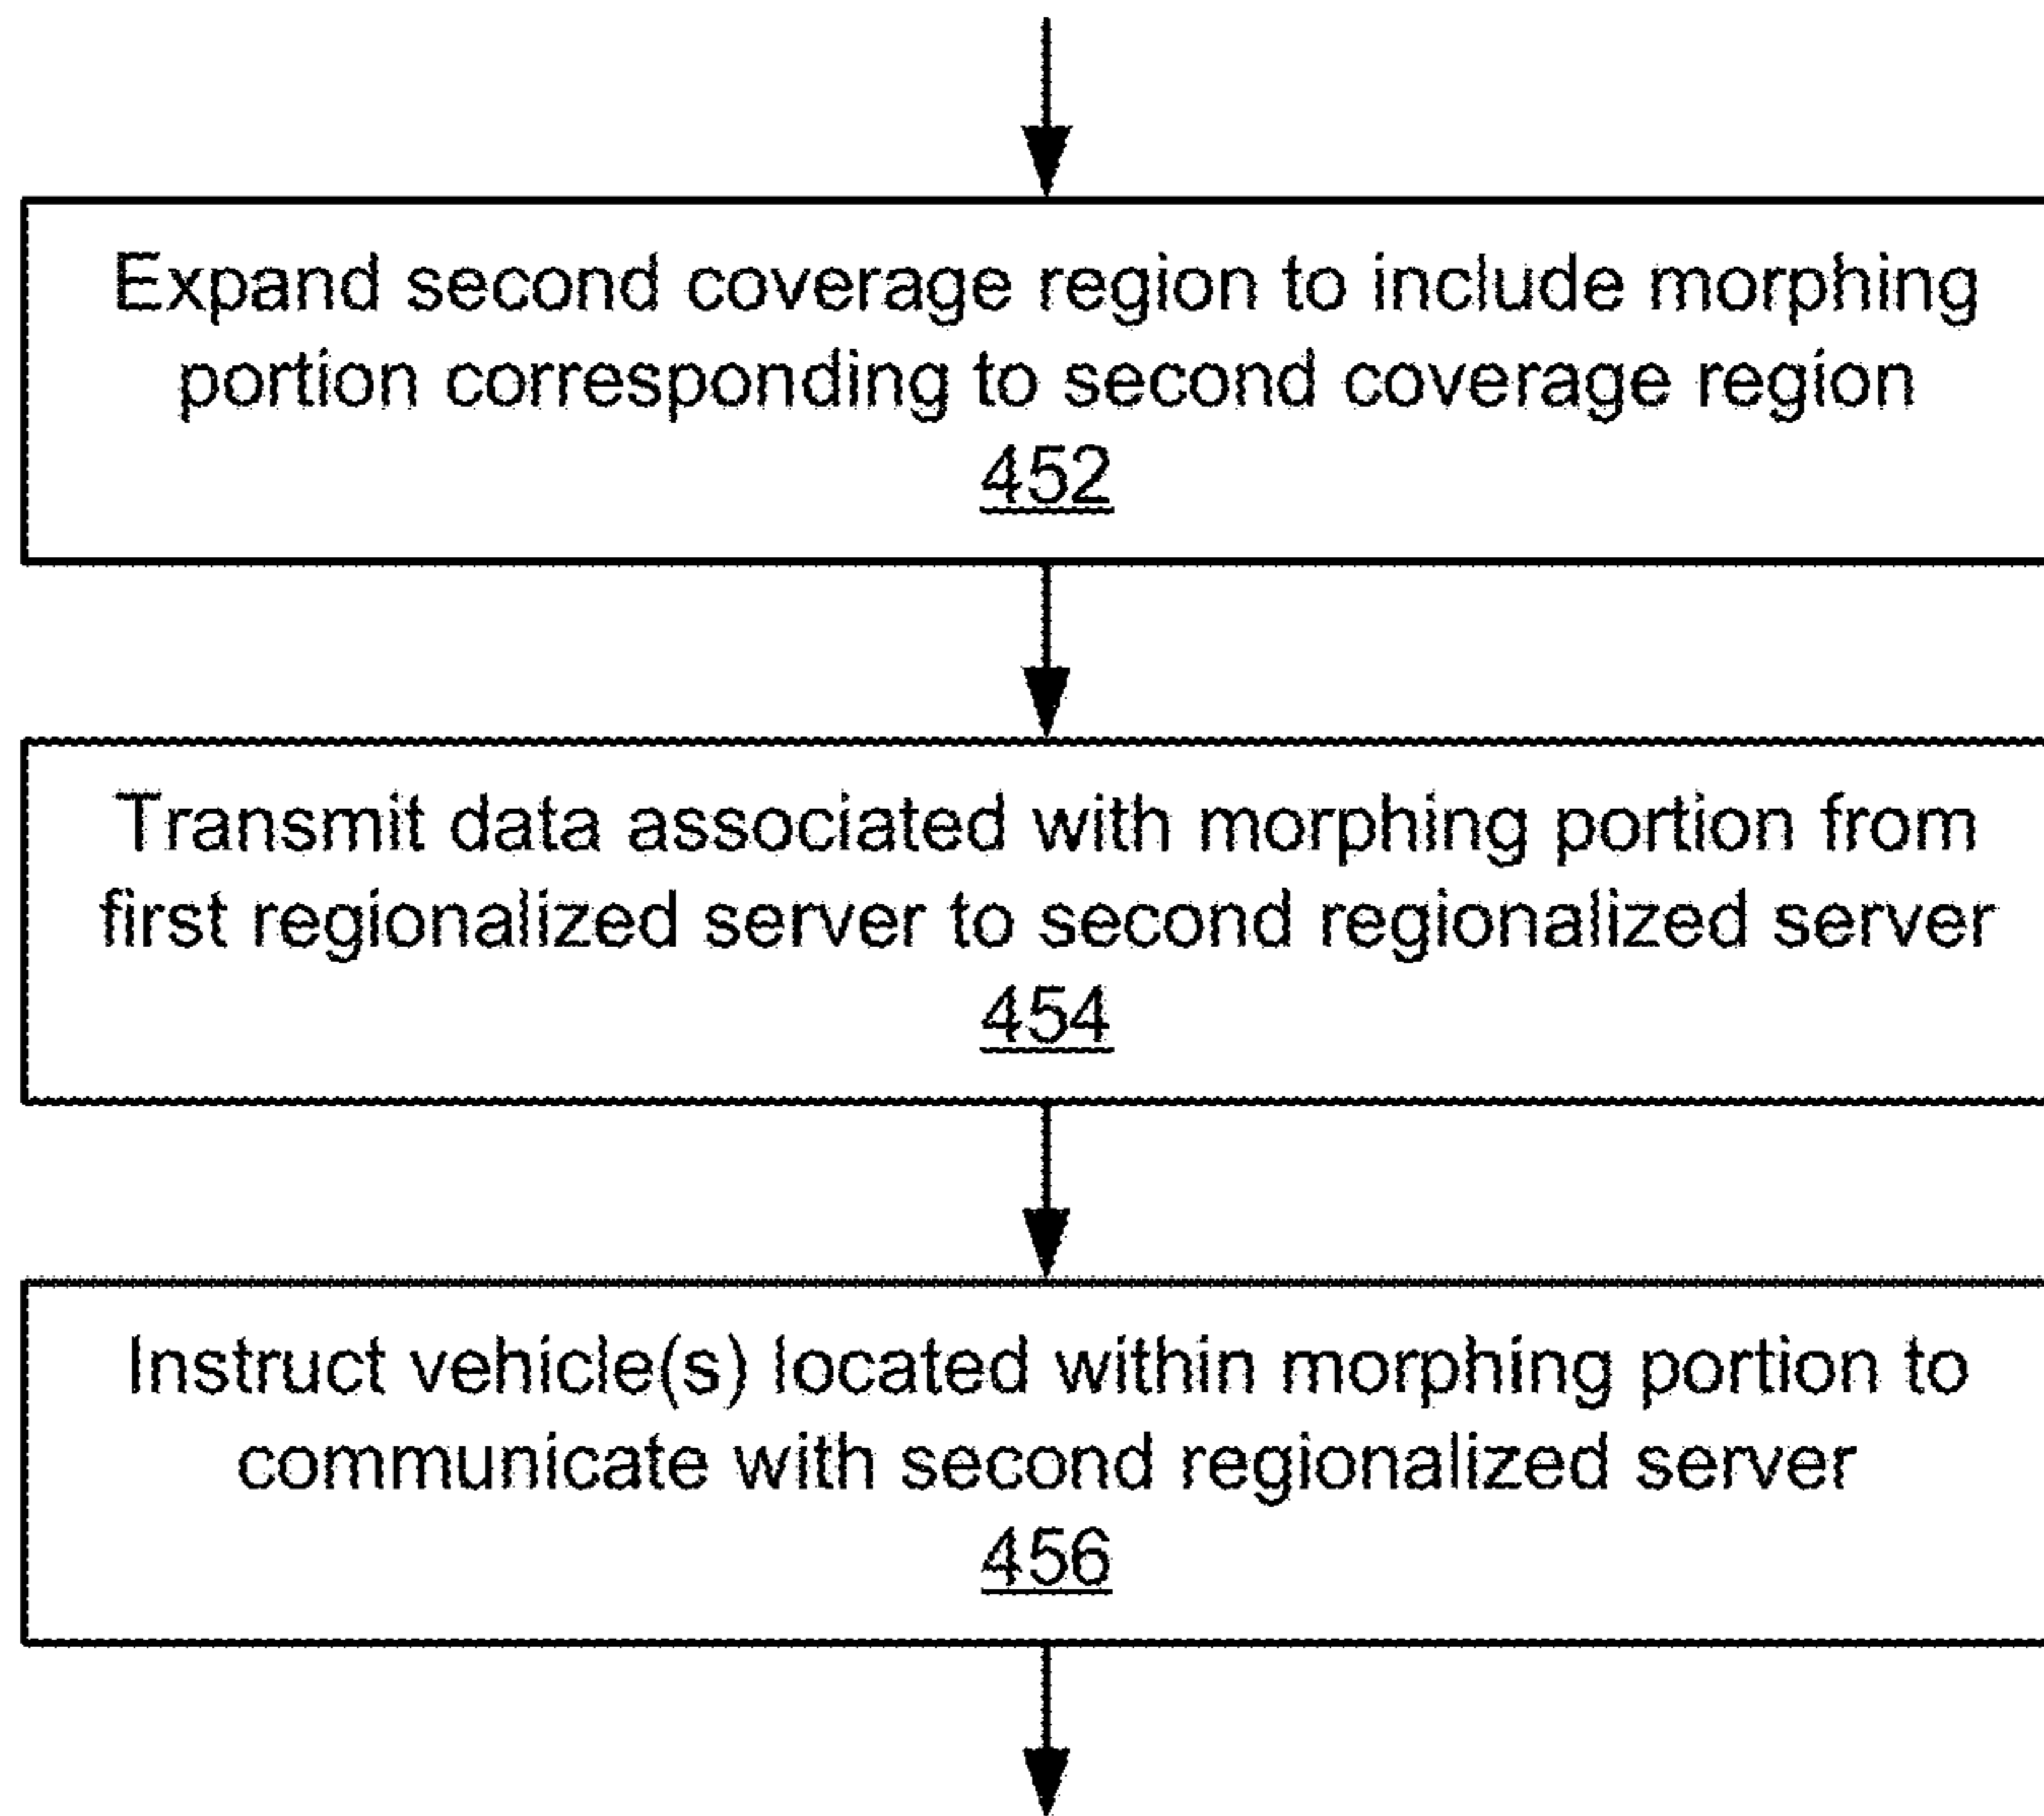 Expand second coverage region to include morphing
portion corresponding to second coverage region
452
Transmit data associated with morphing portion from
first regionalized server to second regionalized server
454
Instruct vehicle(s) located within morphing portion to
communicate with second regionalized server
456